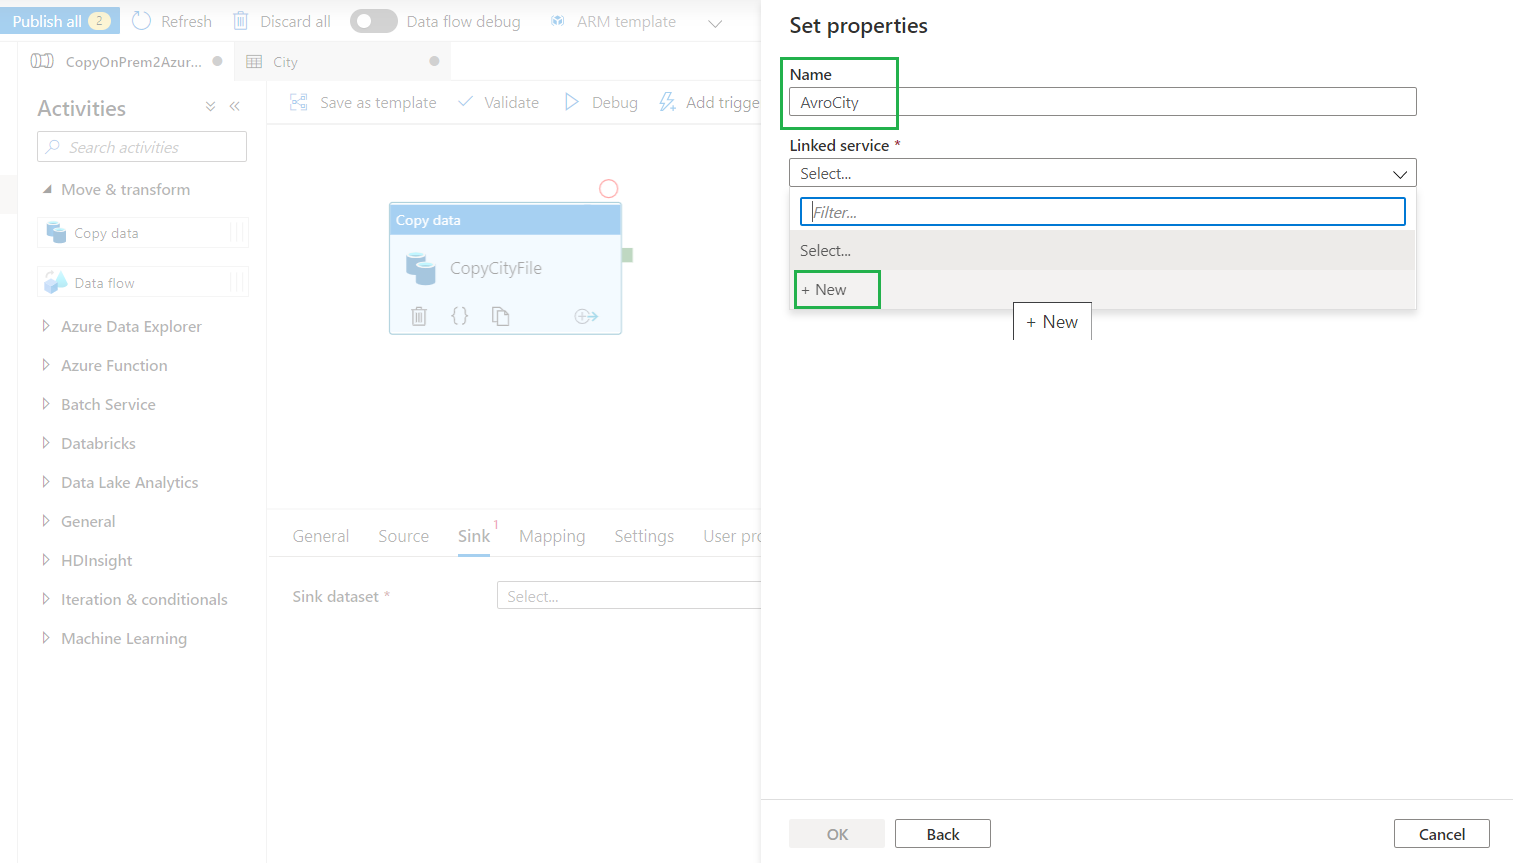 Publish all 2 Refresh Discard all Data flow debug ARM template
CopyOnPrem2Azur... City
Activities
Search activities
Move & transform
Copy data
Data flow
Azure Data Explorer
Azure Function
Batch Service
Databricks
Data Lake Analytics
General
HDInsight
Iteration & conditionals
Machine Learning
Save as template Validate Debug Add trigge
Copy data
CopyCityFile
General Source Sink 1 Mapping Settings User pro
Sink dataset *
Select...
Set properties
Name
AvroCity
Linked service *
Select...
Filter...
Select...
+ New
+ New
OK Back Cancel